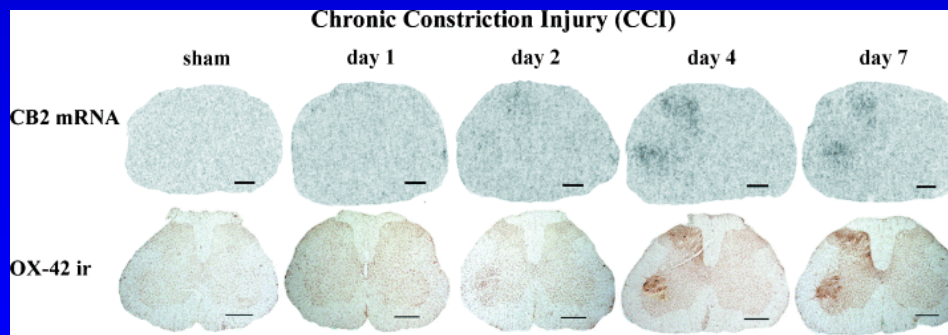 Chronic Constriction Injury (CCI)
sham day 1 day 2 day 4 day 7
CB2 mRNA
OX-42 ir